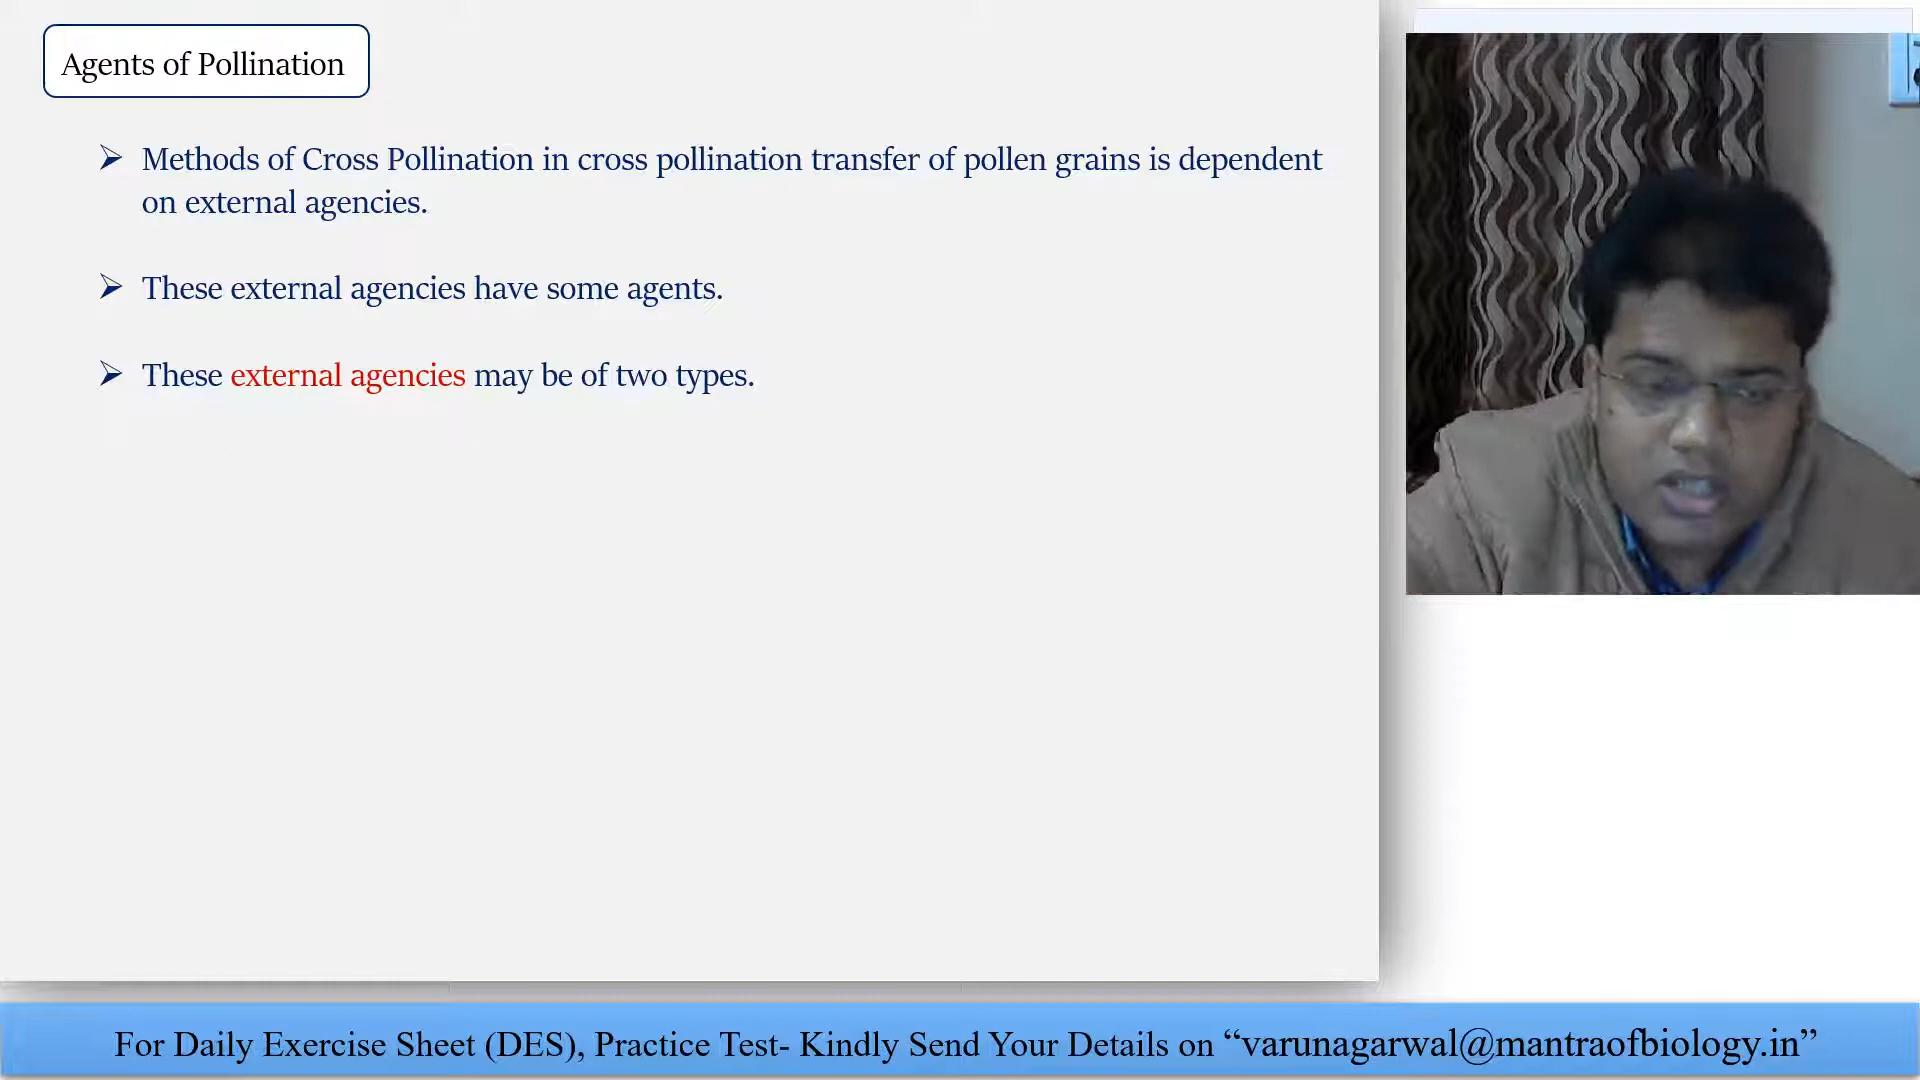 Agents of Pollination
Methods of Cross Pollination in cross pollination transfer of pollen grains is dependent
on external agencies.
These external agencies have some agents.
These external agencies may be of two types.
For Daily Exercise Sheet (DES), Practice Test- Kindly Send Your Details on “varunagarwal@mantraofbiology.in”